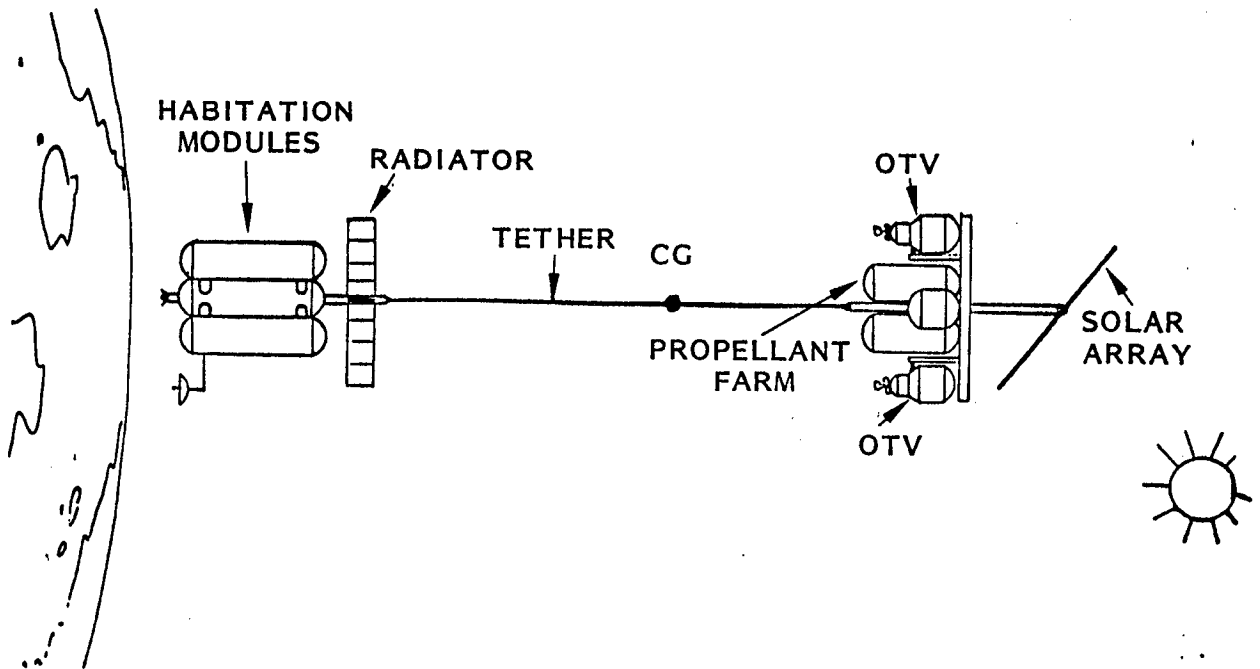 HABITATION
MODULES
RADIATOR
TETHER
CG
OTV
PROPELLANT
FARM
SOLAR
ARRAY
OTV